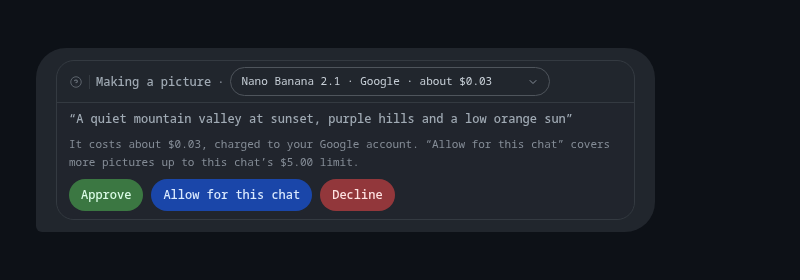 Making a picture · Nano Banana 2.1 · Google · about $0.03
“A quiet mountain valley at sunset, purple hills and a low orange sun”
It costs about $0.03, charged to your Google account. “Allow for this chat” covers
more pictures up to this chat’s $5.00 limit.
Approve Allow for this chat Decline